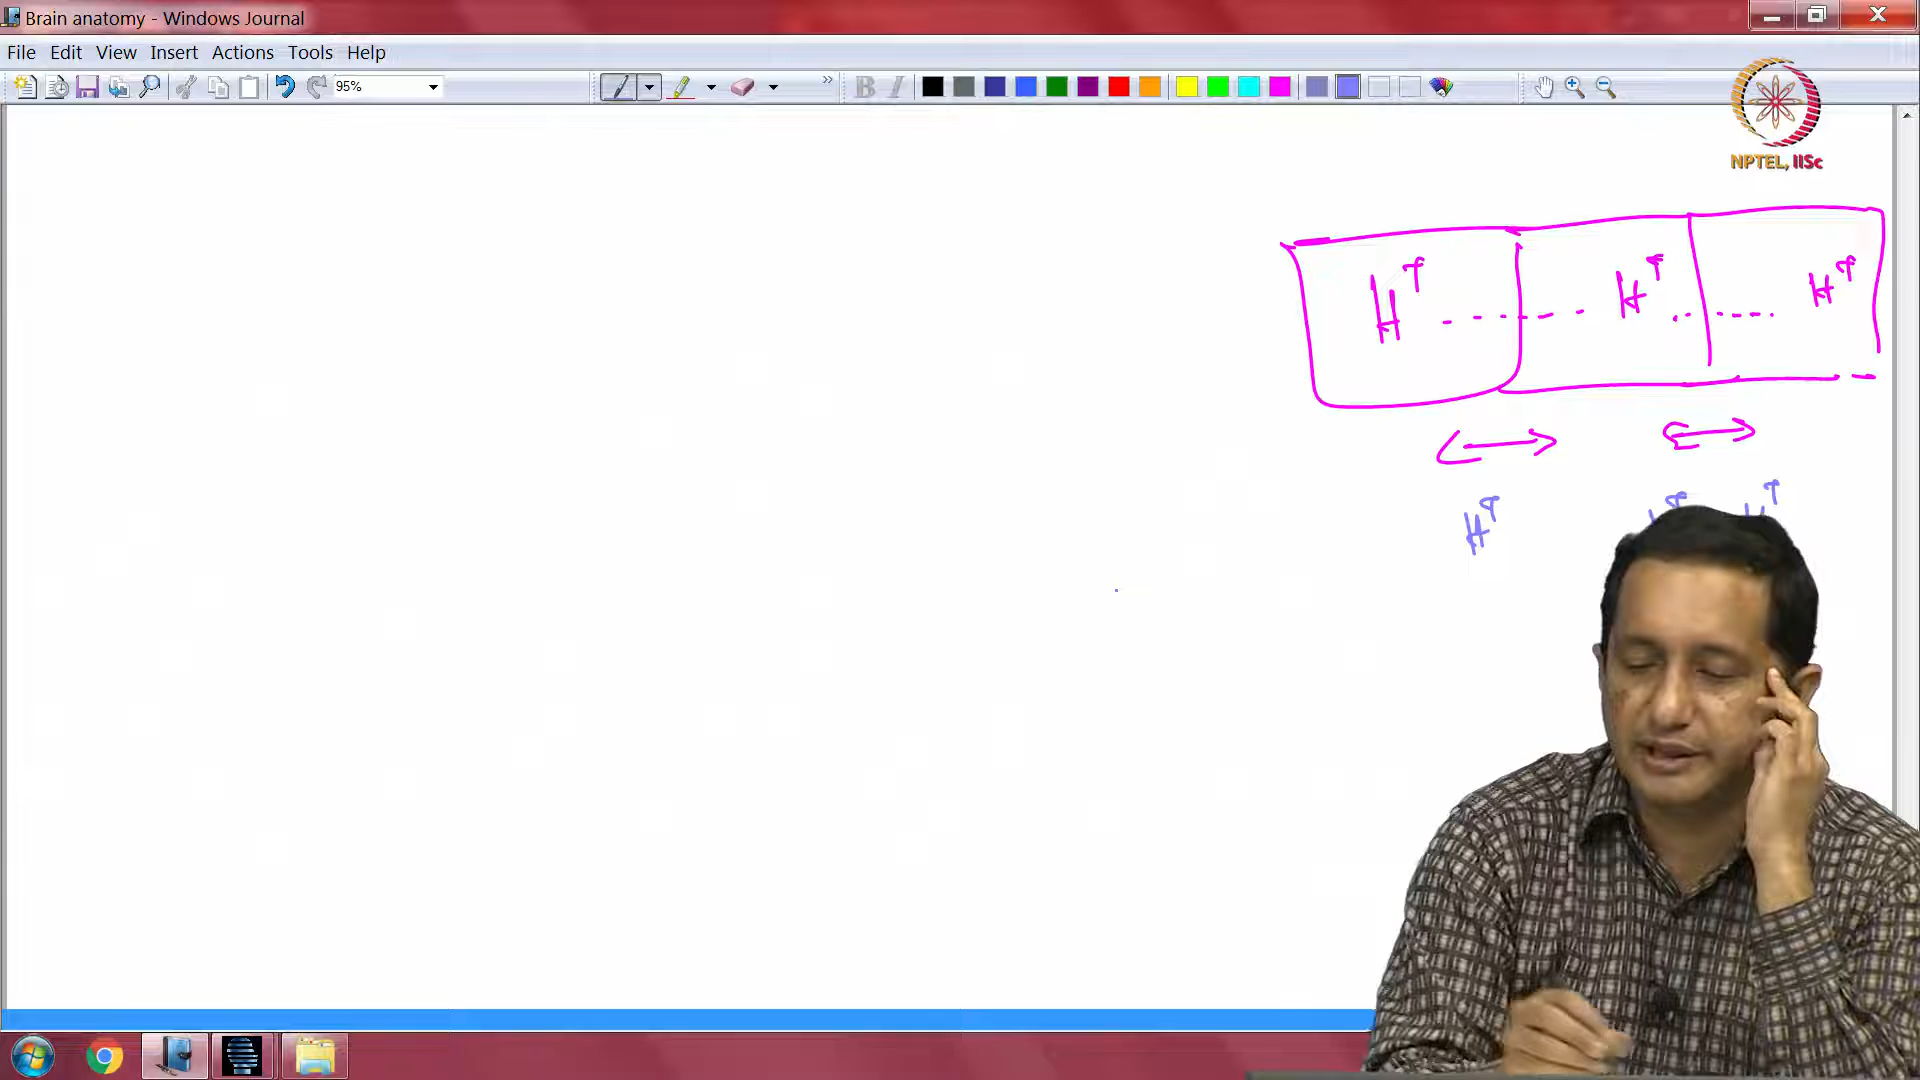 Brain anatomy - Windows Journal
File Edit View Insert Actions Tools Help
95%
B I
NPTEL, IISc
H^T ------ H^T ------ H^T
H^T